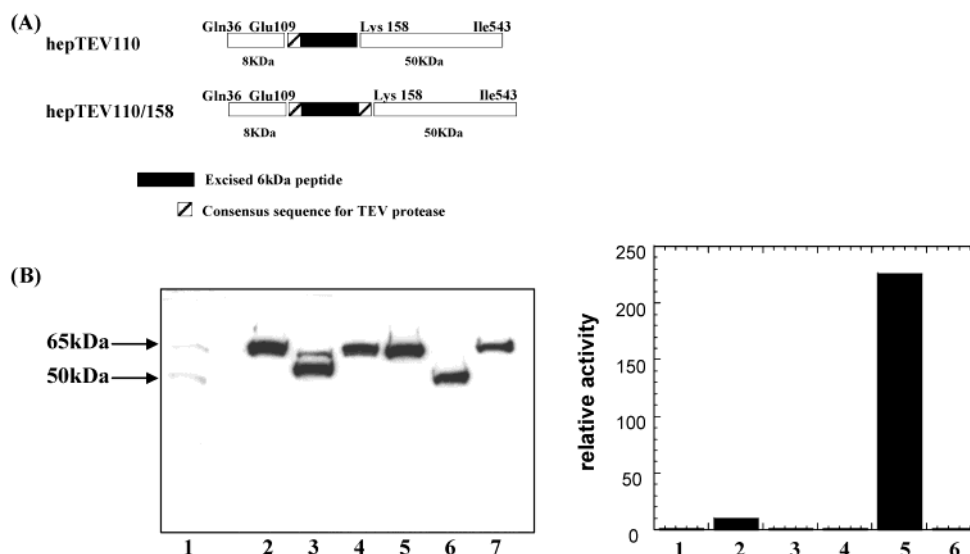 (A)
Gln36 Glu109 Lys 158 Ile543
hepTEV110
8KDa 50KDa
Gln36 Glu109 Lys 158 Ile543
hepTEV110/158
8KDa 50KDa
Excised 6kDa peptide
Consensus sequence for TEV protease
(B)
65kDa
50kDa
1 2 3 4 5 6 7
relative activity
250
200
150
100
50
0
1 2 3 4 5 6